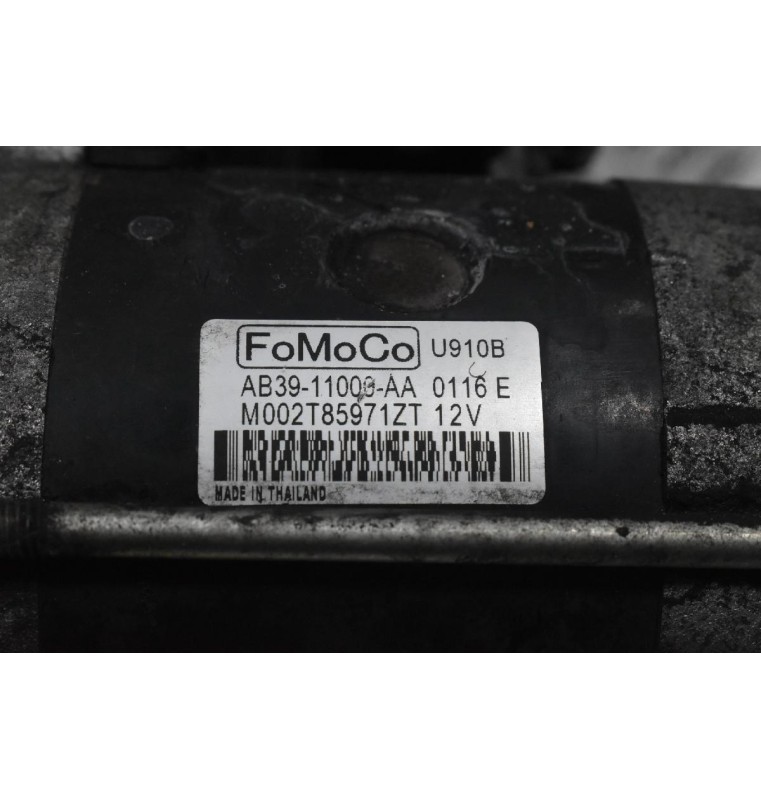 FoMoCo U910B
AB39-11000-AA 0116 E
M002T85971ZT 12V
MADE IN THAILAND